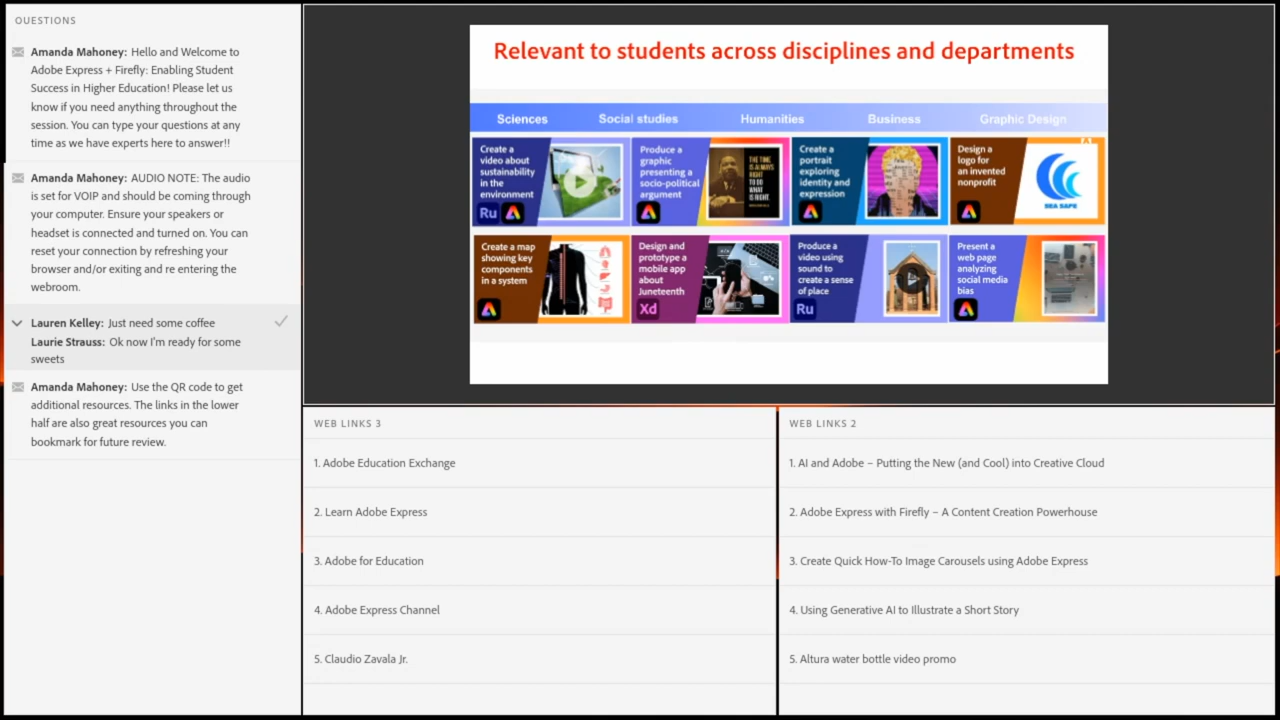 QUESTIONS
Amanda Mahoney: Hello and Welcome to
Adobe Express + Firefly: Enabling Student
Success in Higher Education! Please let us
know if you need anything throughout the
session. You can type your questions at any
time as we have experts here to answer!!
Amanda Mahoney: AUDIO NOTE: The audio
is set for VOIP and should be coming through
your computer. Ensure your speakers or
headset is connected and turned on. You can
reset your connection by refreshing your
browser and/or exiting and re entering the
webroom.
Lauren Kelley: Just need some coffee
Laurie Strauss: Ok now I'm ready for some
sweets
Amanda Mahoney: Use the QR code to get
additional resources. The links in the lower
half are also great resources you can
bookmark for future review.
Relevant to students across disciplines and departments
Sciences Social studies Humanities Business Graphic Design
Create a
video about
sustainability
in the
environment
Ru
Produce a
graphic
presenting a
socio-political
argument
THE TIME
IS ALWAYS
RIGHT
TO DO
WHAT
IS RIGHT.
Create a
portrait
exploring
identity and
expression
Design a
logo for
an invented
nonprofit
SEA SAFE
Create a map
showing key
components
in a system
Design and
prototype a
mobile app
about
Juneteenth
Xd
Produce a
video using
sound to
create a sense
of place
Ru
Present a
web page
analyzing
social media
bias
WEB LINKS 3
1. Adobe Education Exchange
2. Learn Adobe Express
3. Adobe for Education
4. Adobe Express Channel
5. Claudio Zavala Jr.
WEB LINKS 2
1. AI and Adobe – Putting the New (and Cool) into Creative Cloud
2. Adobe Express with Firefly – A Content Creation Powerhouse
3. Create Quick How-To Image Carousels using Adobe Express
4. Using Generative AI to Illustrate a Short Story
5. Altura water bottle video promo